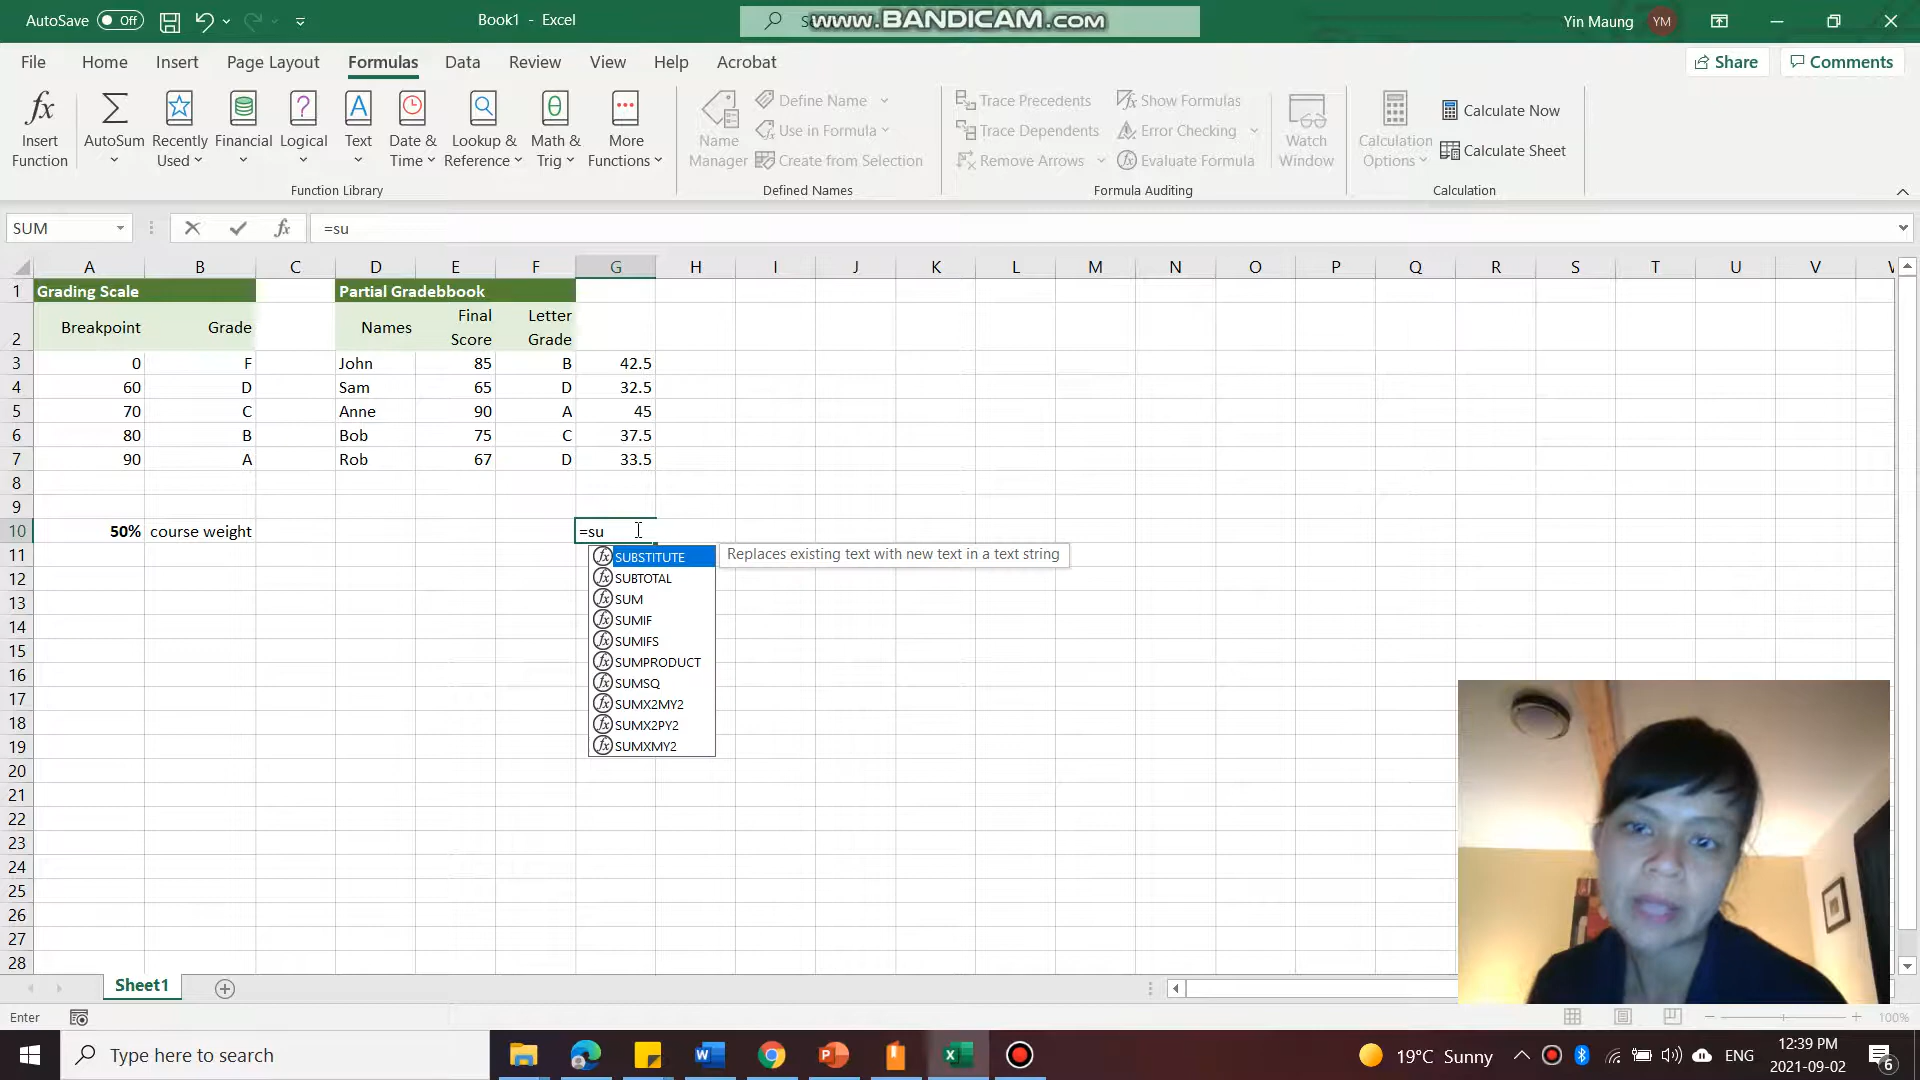 AutoSave Off Book1 - Excel www.BANDICAM.com Yin Maung YM
File Home Insert Page Layout Formulas Data Review View Help Acrobat Share Comments
Insert Function AutoSum Recently Used Financial Logical Text Date & Time Lookup & Reference Math & Trig More Functions
Function Library
Name Manager Define Name Use in Formula Create from Selection
Defined Names
Trace Precedents Show Formulas
Trace Dependents Error Checking
Remove Arrows Evaluate Formula
Watch Window
Formula Auditing
Calculation Options Calculate Now Calculate Sheet
Calculation
SUM fx =su
A B C D E F G H I J K L M N O P Q R S T U V
1 Grading Scale Partial Gradebbook
2 Breakpoint Grade Names Final Score Letter Grade
3 0 F John 85 B 42.5
4 60 D Sam 65 D 32.5
5 70 C Anne 90 A 45
6 80 B Bob 75 C 37.5
7 90 A Rob 67 D 33.5
8
9
10 50% course weight =su
11 SUBSTITUTE Replaces existing text with new text in a text string
12 SUBTOTAL
13 SUM
14 SUMIF
15 SUMIFS
16 SUMPRODUCT
17 SUMSQ
18 SUMX2MY2
SUMX2PY2
19 SUMXMY2
20
21
22
23
24
25
26
27
28
Sheet1
Enter 100%
Type here to search 19°C Sunny ENG 12:39 PM
2021-09-02 6